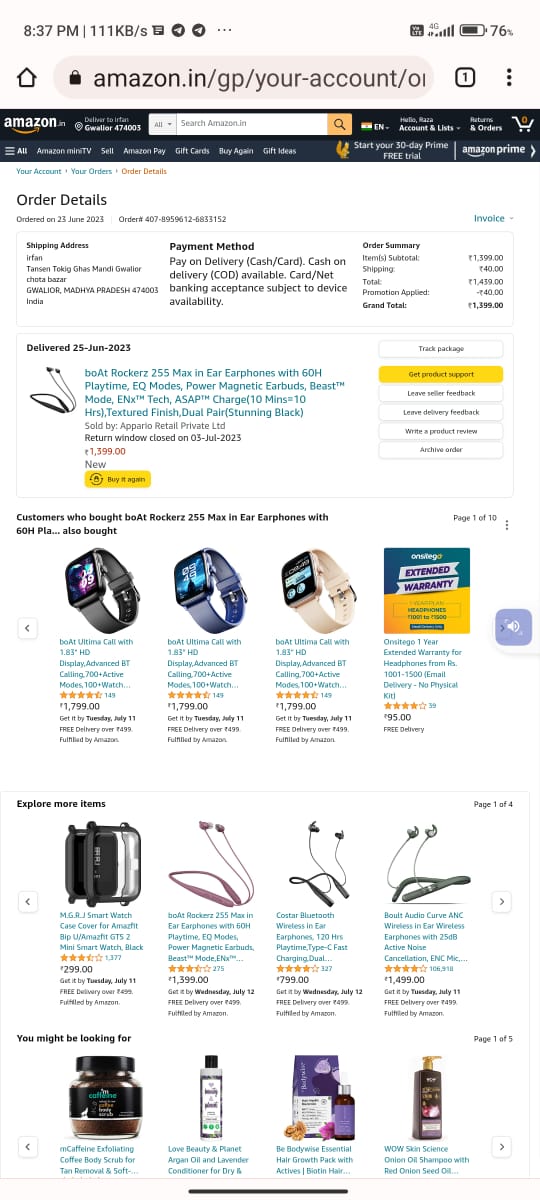 8:37 PM | 111KB/s
4G
76%
amazon.in/gp/your-account/or
1
amazon.in
Deliver to Irfan
Gwalior 474003
All
Search Amazon.in
EN
Hello, Raza
Account & Lists
Returns
& Orders
0
All
Amazon miniTV
Sell
Amazon Pay
Gift Cards
Buy Again
Gift Ideas
Start your 30-day Prime
FREE trial
amazon prime
Your Account › Your Orders › Order Details
Order Details
Ordered on 23 June 2023 | Order# 407-8959612-6833152
Invoice
Shipping Address
irfan
Tansen Tokig Ghas Mandi Gwalior
chota bazar
GWALIOR, MADHYA PRADESH 474003
India
Payment Method
Pay on Delivery (Cash/Card). Cash on
delivery (COD) available. Card/Net
banking acceptance subject to device
availability.
Order Summary
Item(s) Subtotal: ₹1,399.00
Shipping: ₹40.00
Total: ₹1,439.00
Promotion Applied: -₹40.00
Grand Total: ₹1,399.00
Delivered 25-Jun-2023
boAt Rockerz 255 Max in Ear Earphones with 60H
Playtime, EQ Modes, Power Magnetic Earbuds, Beast™
Mode, ENx™ Tech, ASAP™ Charge(10 Mins=10
Hrs),Textured Finish,Dual Pair(Stunning Black)
Sold by: Appario Retail Private Ltd
Return window closed on 03-Jul-2023
₹1,399.00
New
Buy it again
Track package
Get product support
Leave seller feedback
Leave delivery feedback
Write a product review
Archive order
Customers who bought boAt Rockerz 255 Max in Ear Earphones with
60H Pla... also bought
Page 1 of 10
boAt Ultima Call with
1.83" HD
Display,Advanced BT
Calling,700+Active
Modes,100+Watch...
149
₹1,799.00
Get it by Tuesday, July 11
FREE Delivery over ₹499.
Fulfilled by Amazon.
boAt Ultima Call with
1.83" HD
Display,Advanced BT
Calling,700+Active
Modes,100+Watch...
149
₹1,799.00
Get it by Tuesday, July 11
FREE Delivery over ₹499.
Fulfilled by Amazon.
boAt Ultima Call with
1.83" HD
Display,Advanced BT
Calling,700+Active
Modes,100+Watch...
149
₹1,799.00
Get it by Tuesday, July 11
FREE Delivery over ₹499.
Fulfilled by Amazon.
onsitego
EXTENDED
WARRANTY
HEADPHONES
₹1001 to ₹1500
Onsitego 1 Year
Extended Warranty for
Headphones from Rs.
1001-1500 (Email
Delivery - No Physical
Kit)
39
₹95.00
FREE Delivery
Explore more items
Page 1 of 4
M.G.R.J Smart Watch
Case Cover for Amazfit
Bip U/Amazfit GTS 2
Mini Smart Watch, Black
1,377
₹299.00
Get it by Tuesday, July 11
FREE Delivery over ₹499.
Fulfilled by Amazon.
boAt Rockerz 255 Max in
Ear Earphones with 60H
Playtime, EQ Modes,
Power Magnetic Earbuds,
Beast™ Mode,ENx™...
275
₹1,399.00
Get it by Wednesday, July 12
FREE Delivery over ₹499.
Fulfilled by Amazon.
Costar Bluetooth
Wireless in Ear
Earphones, 120 Hrs
Playtime,Type-C Fast
Charging,Dual...
327
₹799.00
Get it by Wednesday, July 12
FREE Delivery over ₹499.
Fulfilled by Amazon.
Boult Audio Curve ANC
Wireless in Ear Wireless
Earphones with 25dB
Active Noise
Cancellation, ENC Mic,...
106,918
₹1,499.00
Get it by Tuesday, July 11
FREE Delivery over ₹499.
Fulfilled by Amazon.
You might be looking for
Page 1 of 5
m
caffeine
coffee
body
scrub
mCaffeine Exfoliating
Coffee Body Scrub for
Tan Removal & Soft-...
Love Beauty & Planet
Argan Oil and Lavender
Conditioner for Dry &
Bodywise
Be Bodywise Essential
Hair Growth Pack with
Actives | Biotin Hair...
WOW
WOW Skin Science
Onion Oil Shampoo with
Red Onion Seed Oil...